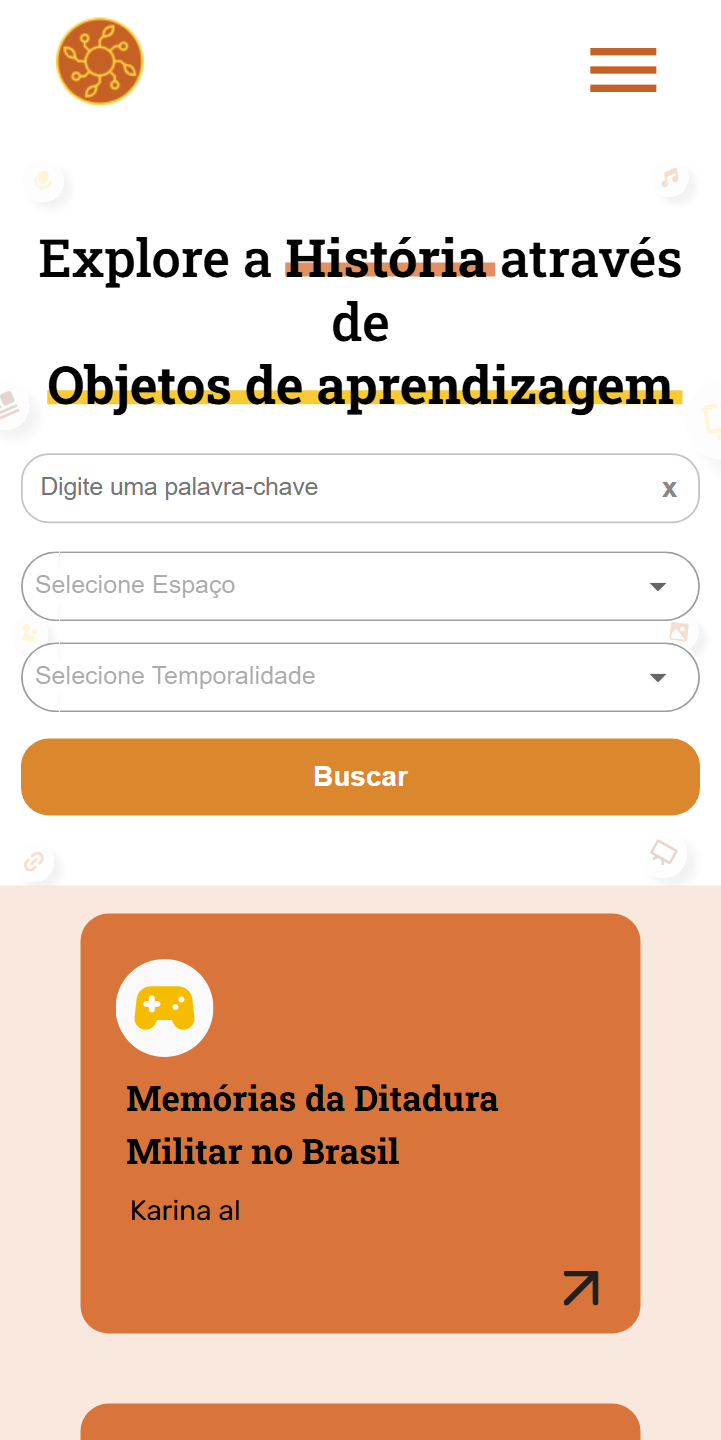 Explore a História através
de
Objetos de aprendizagem
Digite uma palavra-chave x
Selecione Espaço
Selecione Temporalidade
Buscar
Memórias da Ditadura
Militar no Brasil
Karina al